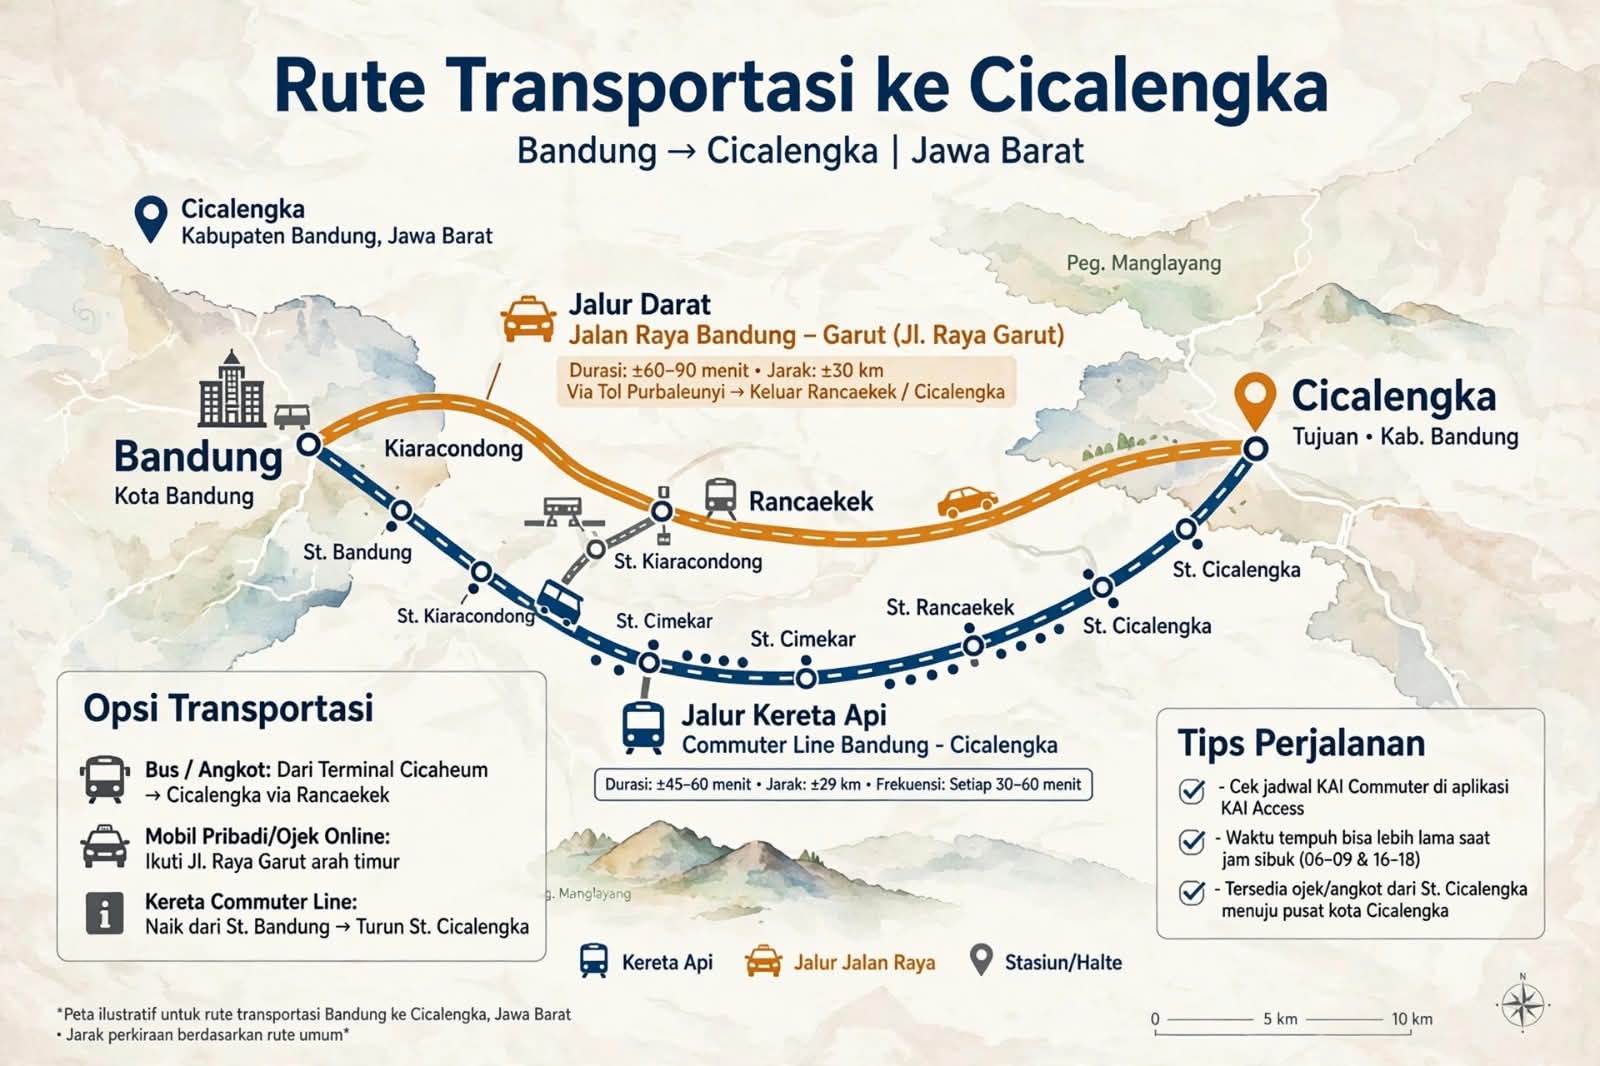 Rute Transportasi ke Cicalengka
Bandung → Cicalengka | Jawa Barat
Cicalengka
Kabupaten Bandung, Jawa Barat
Peg. Manglayang
Jalur Darat
Jalan Raya Bandung – Garut (Jl. Raya Garut)
Durasi: ±60–90 menit • Jarak: ±30 km
Via Tol Purbaleunyi → Keluar Rancaekek / Cicalengka
Bandung
Kota Bandung
Kiaracondong
Rancaekek
Cicalengka
Tujuan • Kab. Bandung
St. Bandung
St. Kiaracondong
St. Kiaracondong
St. Cimekar
St. Cimekar
St. Rancaekek
St. Cicalengka
St. Cicalengka
Jalur Kereta Api
Commuter Line Bandung - Cicalengka
Durasi: ±45–60 menit • Jarak: ±29 km • Frekuensi: Setiap 30–60 menit
Opsi Transportasi
Bus / Angkot: Dari Terminal Cicaheum
→ Cicalengka via Rancaekek
Mobil Pribadi/Ojek Online:
Ikuti Jl. Raya Garut arah timur
Kereta Commuter Line:
Naik dari St. Bandung → Turun St. Cicalengka
g. Manglayang
Tips Perjalanan
- Cek jadwal KAI Commuter di aplikasi
KAI Access
- Waktu tempuh bisa lebih lama saat
jam sibuk (06–09 & 16–18)
- Tersedia ojek/angkot dari St. Cicalengka
menuju pusat kota Cicalengka
Kereta Api
Jalur Jalan Raya
Stasiun/Halte
*Peta ilustratif untuk rute transportasi Bandung ke Cicalengka, Jawa Barat
• Jarak perkiraan berdasarkan rute umum*
0 5 km 10 km
N